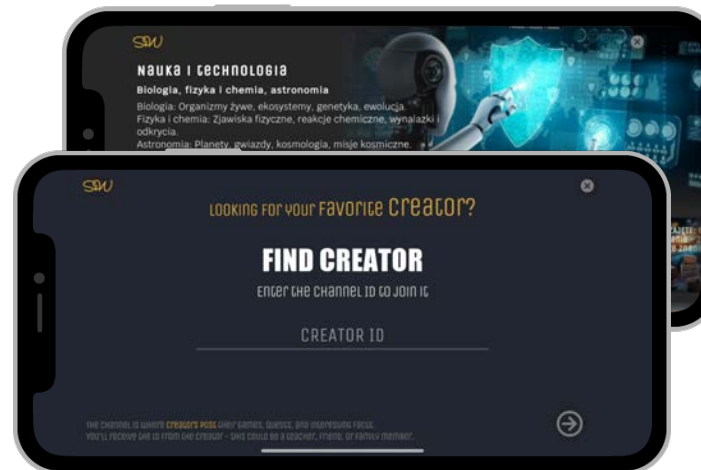 SW
Nauka i technologia
Biologia, fizyka i chemia, astronomia
Biologia: Organizmy żywe, ekosystemy, genetyka, ewolucja.
Fizyka i chemia: Zjawiska fizyczne, reakcje chemiczne, wynalazki i
odkrycia.
Astronomia: Planety, gwiazdy, kosmologia, misje kosmiczne.
SW
Looking for your favorite creator?
FIND CREATOR
Enter the channel ID to join it
CREATOR ID
The channel is where creators post their games, quests, and interesting facts.
You'll receive the ID from the creator - this could be a teacher, friend, or family member.